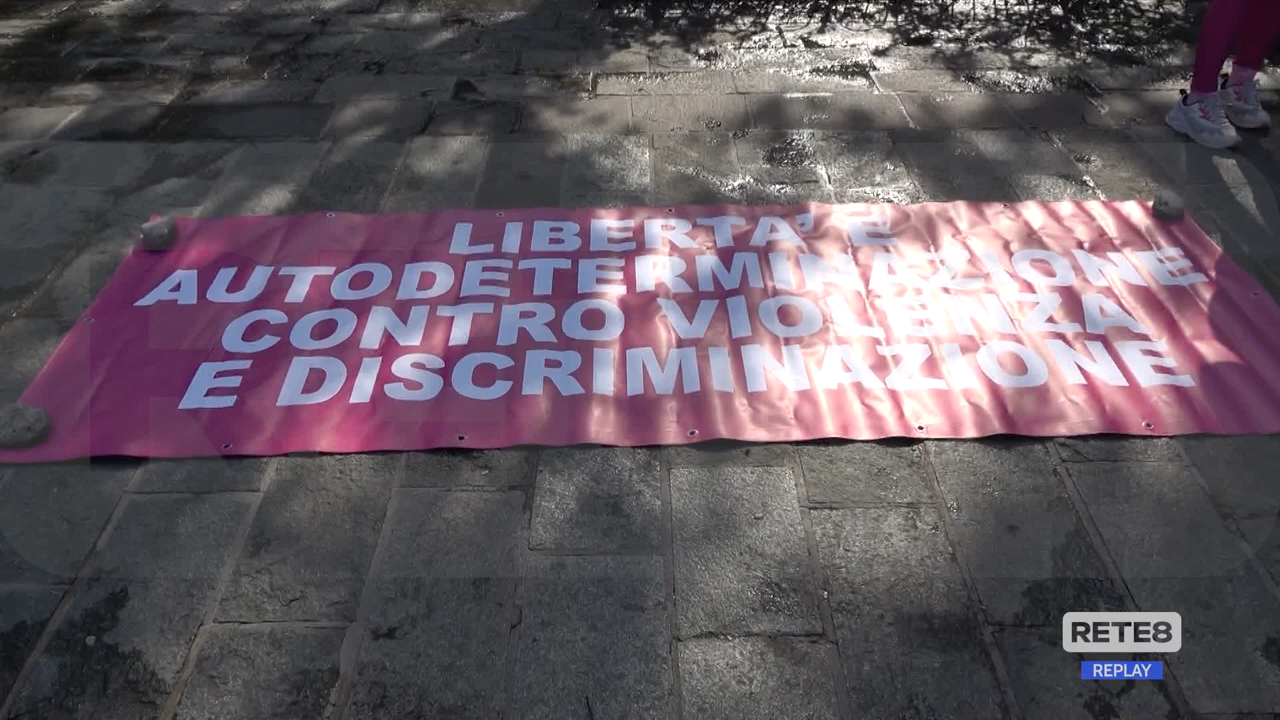 LIBERTA' E
AUTODETERMINAZIONE
CONTRO VIOLENZA
E DISCRIMINAZIONE
RETE8
REPLAY